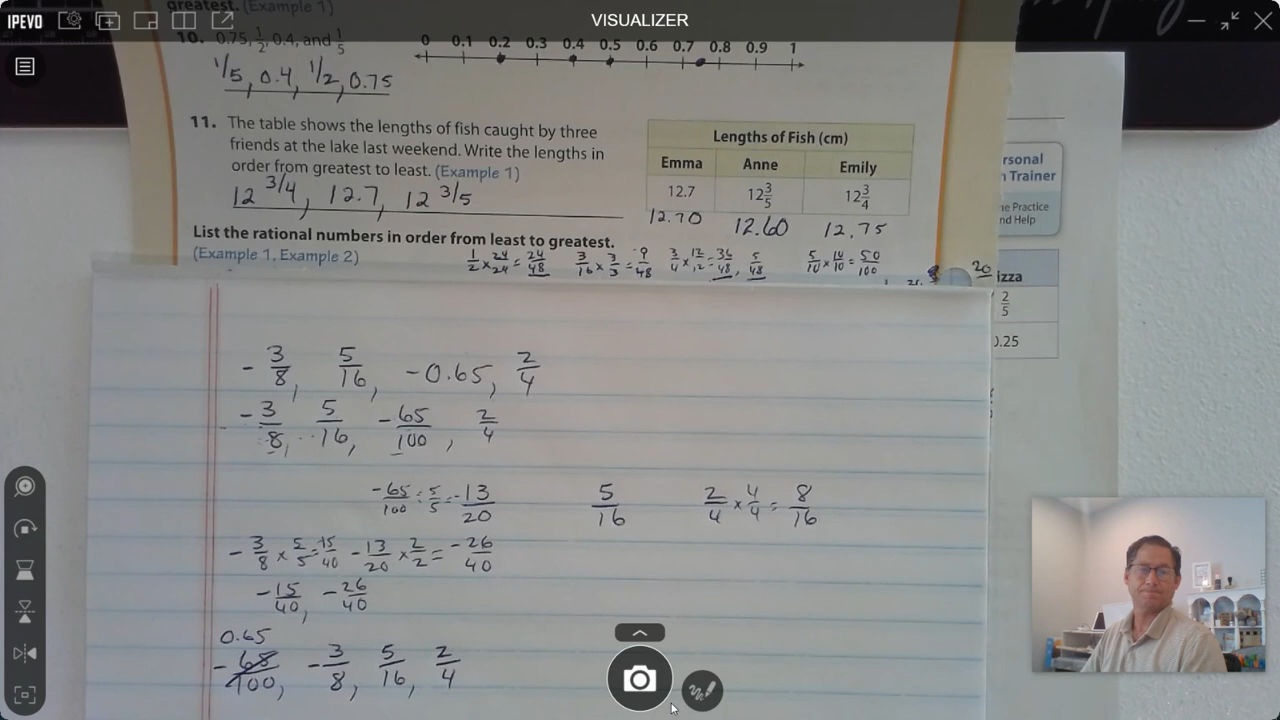 IPEVO
VISUALIZER
greatest. (Example 1)
10. 0.75, 1/2, 0.4, and 1/5
0 0.1 0.2 0.3 0.4 0.5 0.6 0.7 0.8 0.9 1
1/5, 0.4, 1/2, 0.75
11. The table shows the lengths of fish caught by three
friends at the lake last weekend. Write the lengths in
order from greatest to least. (Example 1)
12 3/4, 12.7, 12 3/5
Lengths of Fish (cm)
Emma Anne Emily
12.7 12 3/5 12 3/4
12.70 12.60 12.75
List the rational numbers in order from least to greatest.
(Example 1, Example 2)
1/2 × 24/24 = 24/48 3/16 × 3/3 = 9/48 3/4 × 12/12 = 36/48, 5/48 5/10 × 10/10 = 50/100
20
rsonal
Trainer
ne Practice
nd Help
izza
2/5
0.25
- 3/8, 5/16, -0.65, 2/4
- 3/8, 5/16, - 65/100, 2/4
-65/100 ÷ 5/5 = -13/20 5/16 2/4 × 4/4 = 8/16
- 3/8 × 5/5 = 15/40 - 13/20 × 2/2 = -26/40
- 15/40, - 26/40
0.65
- 65/100, - 3/8, 5/16, 2/4